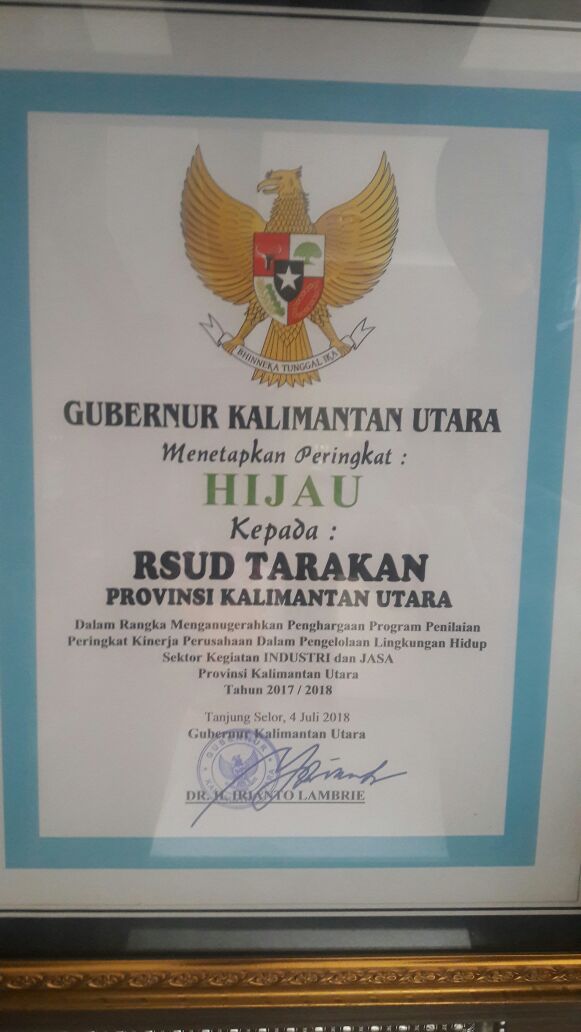 BHINNEKA TUNGGAL IKA
GUBERNUR KALIMANTAN UTARA
Menetapkan Peringkat :
HIJAU
Kepada :
RSUD TARAKAN
PROVINSI KALIMANTAN UTARA
Dalam Rangka Menganugerahkan Penghargaan Program Penilaian
Peringkat Kinerja Perusahaan Dalam Pengelolaan Lingkungan Hidup
Sektor Kegiatan INDUSTRI dan JASA
Provinsi Kalimantan Utara
Tahun 2017 / 2018
Tanjung Selor, 4 Juli 2018
Gubernur Kalimantan Utara
GUBERNUR
DR. H. IRIANTO LAMBRIE